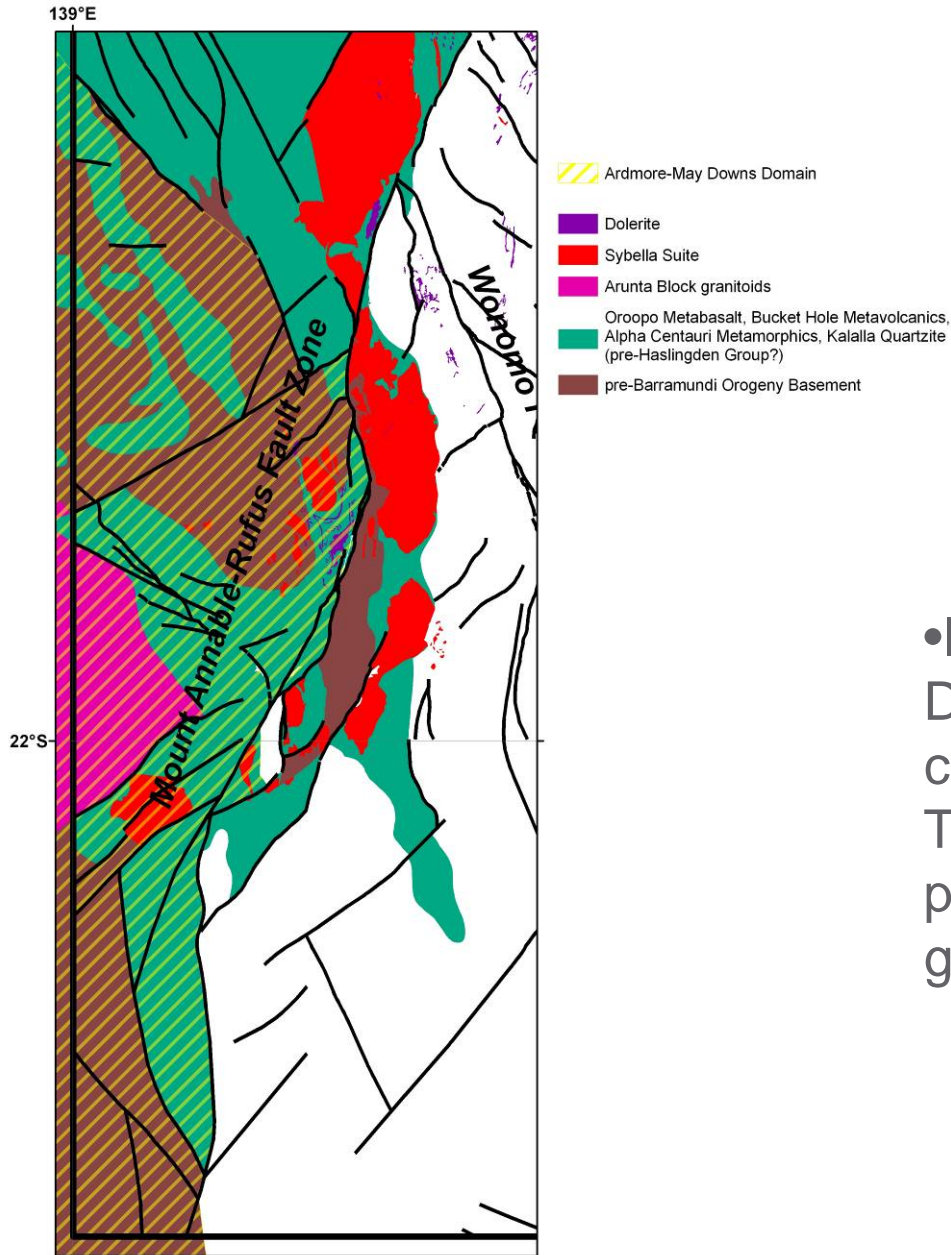 139°E
Ardmore-May Downs Domain
Dolerite
Sybella Suite
Arunta Block granitoids
Oroopo Metabasalt, Bucket Hole Metavolcanics,
Alpha Centauri Metamorphics, Kalalla Quartzite
(pre-Haslingden Group?)
pre-Barramundi Orogeny Basement
Wonomo
Mount Annable-Rufus Fault Zone
22°S
•
D
c
T
p
g